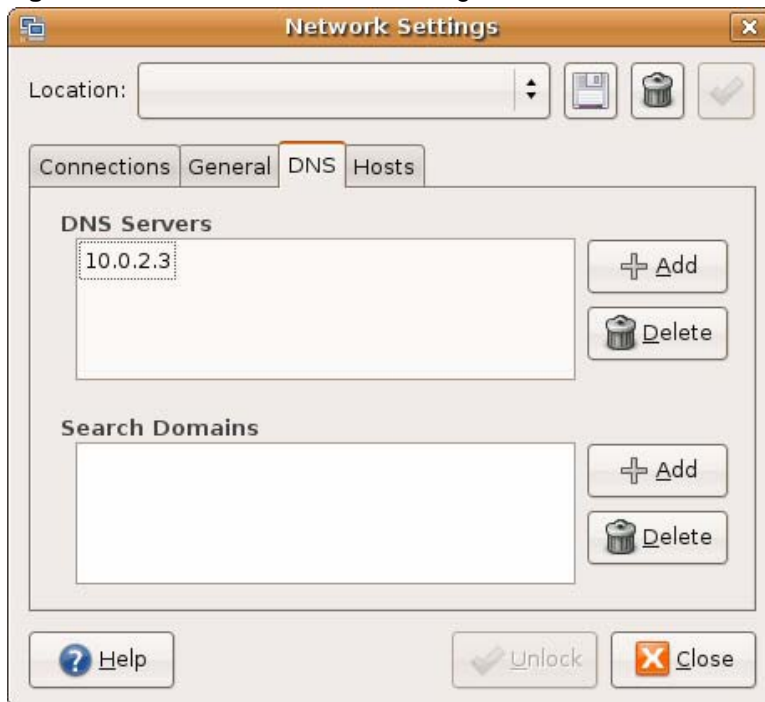 Network Settings
Location:
Connections General DNS Hosts
DNS Servers
10.0.2.3
Add
Delete
Search Domains
Add
Delete
Help Unlock Close